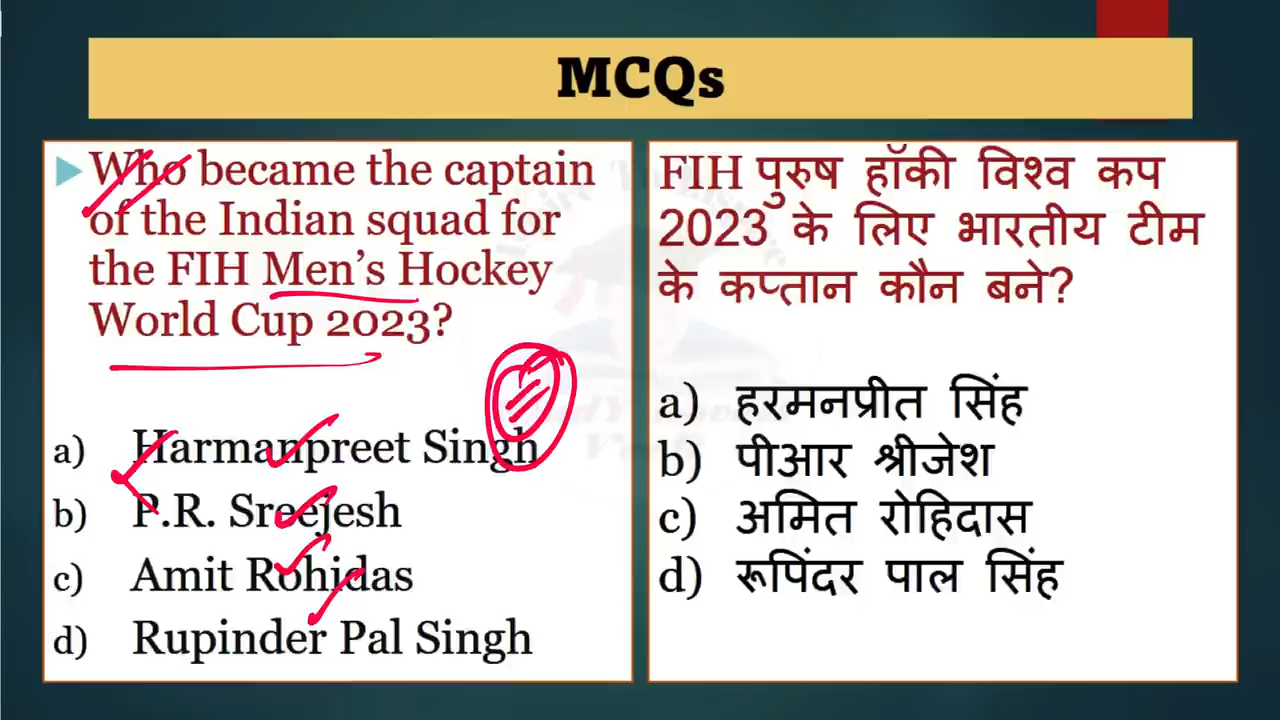 MCQs
Who became the captain
of the Indian squad for
the FIH Men's Hockey
World Cup 2023?
a) Harmanpreet Singh
b) P.R. Sreejesh
c) Amit Rohidas
d) Rupinder Pal Singh
FIH पुरुष हॉकी विश्व कप
2023 के लिए भारतीय टीम
के कप्तान कौन बने?
a) हरमनप्रीत सिंह
b) पीआर श्रीजेश
c) अमित रोहिदास
d) रूपिंदर पाल सिंह